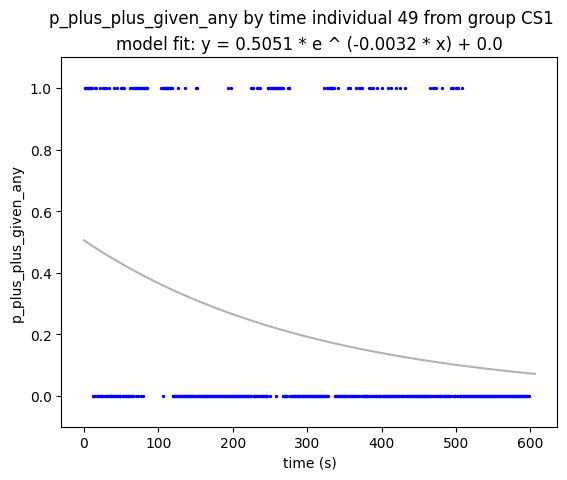 p_plus_plus_given_any by time individual 49 from group CS1
model fit: y = 0.5051 * e ^ (-0.0032 * x) + 0.0
1.0
0.8
0.6
0.4
0.2
0.0
p_plus_plus_given_any
0 100 200 300 400 500 600
time (s)